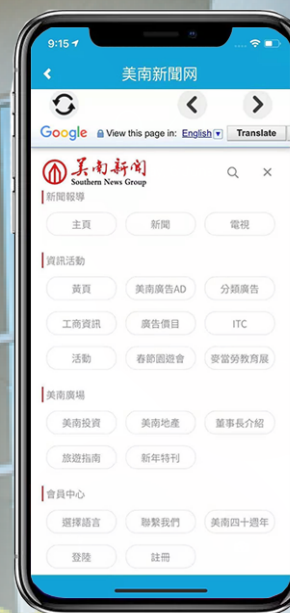 9:15
美南新聞网
Google View this page in: English Translate
美南新闻
Southern News Group
新聞報導
主頁 新聞 電視
資訊活動
黃頁 美南廣告AD 分類廣告
工商資訊 廣告價目 ITC
活動 春節園遊會 麥當勞教育展
美南廣場
美南投資 美南地產 董事長介紹
旅遊指南 新年特刊
會員中心
選擇語言 聯繫我們 美南四十週年
登陸 註冊